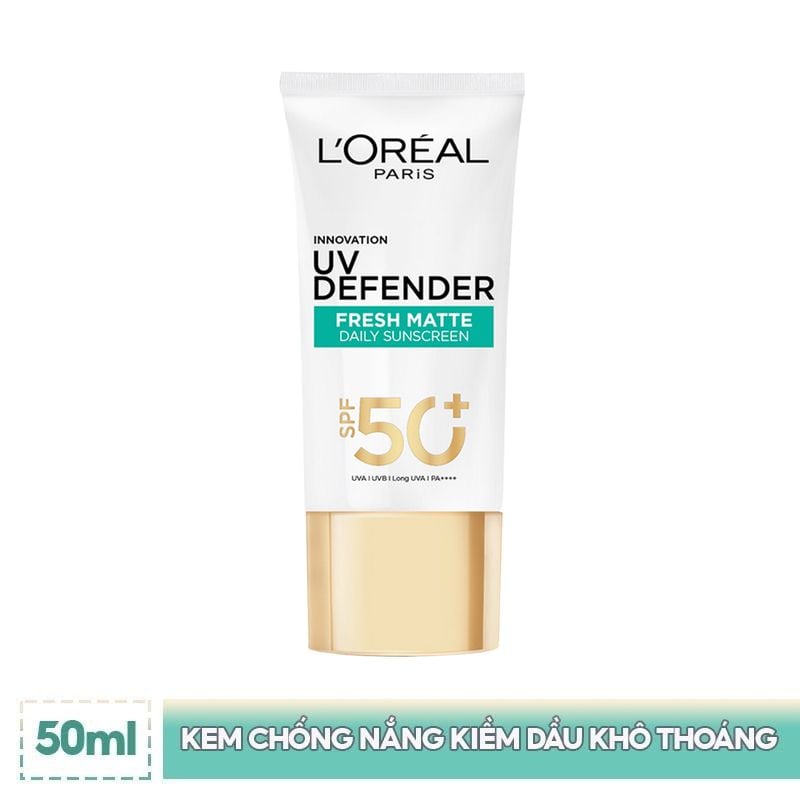 L'ORÉAL
PARiS
INNOVATION
UV
DEFENDER
FRESH MATTE
DAILY SUNSCREEN
SPF 50+
UVA I UVB I Long UVA I PA++++
50ml
KEM CHỐNG NẮNG KIỀM DẦU KHÔ THOÁNG